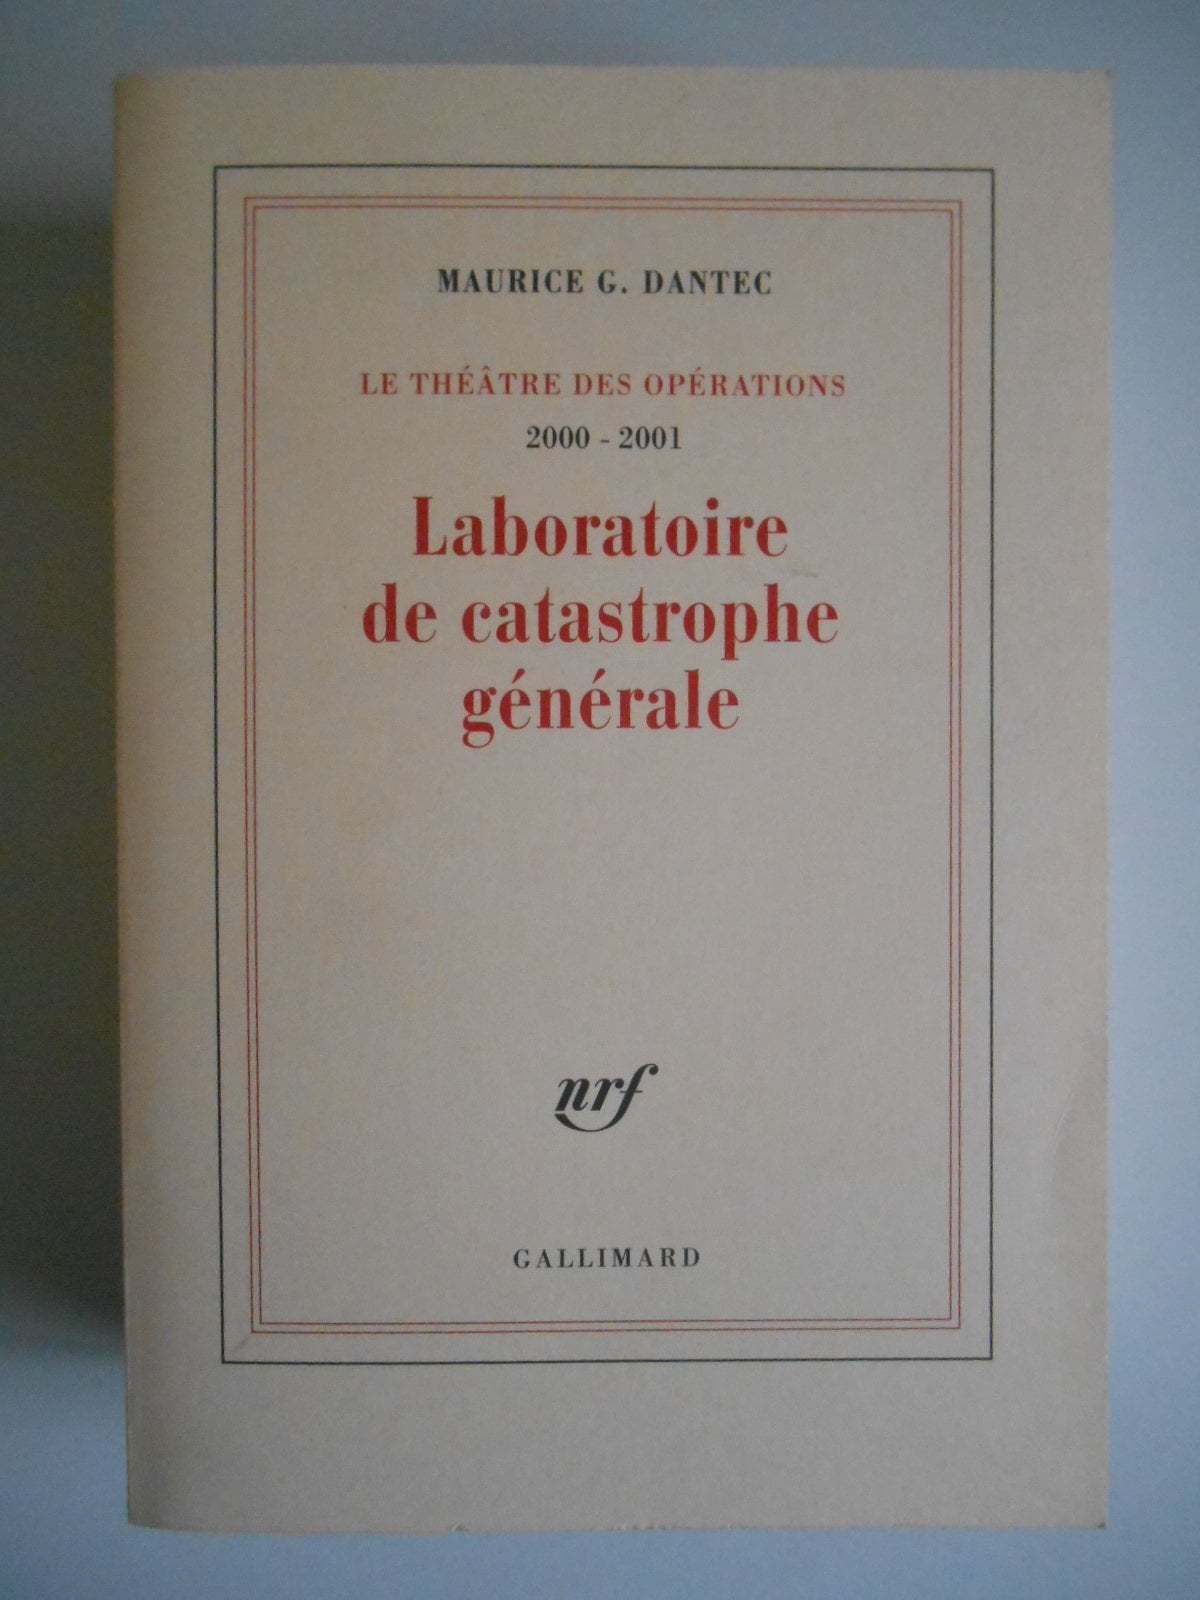 MAURICE G. DANTEC
LE THÉÂTRE DES OPÉRATIONS
2000 - 2001
Laboratoire
de catastrophe
générale
nrf
GALLIMARD